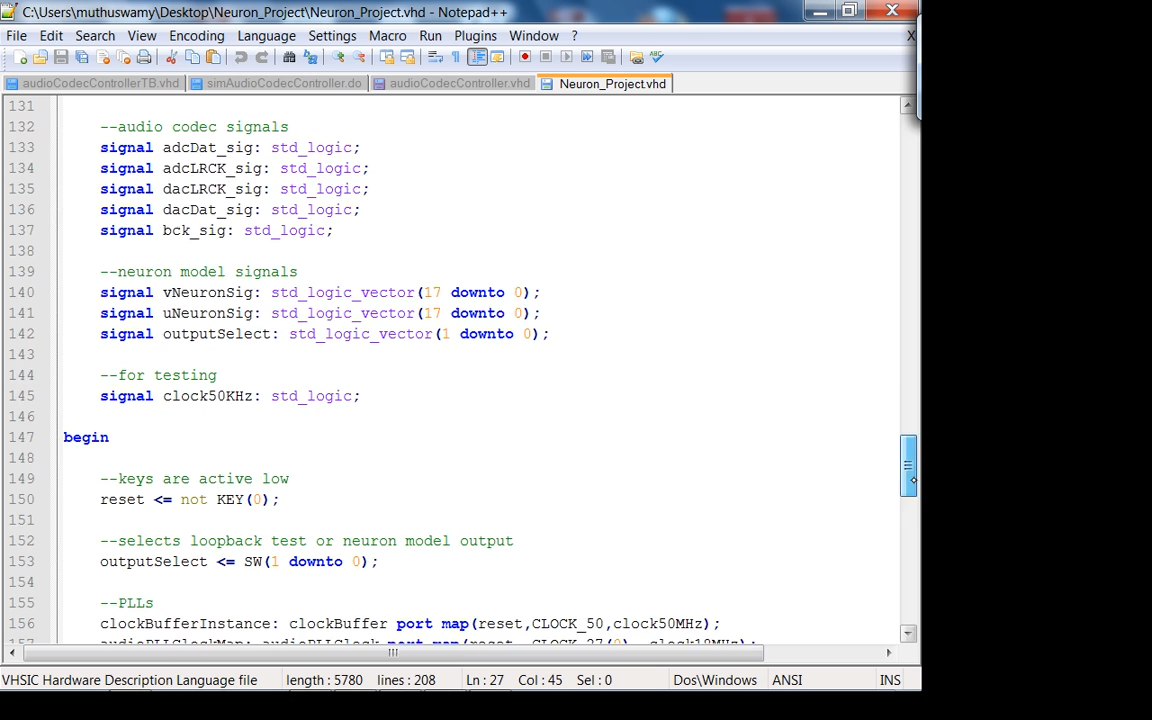 C:\Users\muthuswamy\Desktop\Neuron_Project\Neuron_Project.vhd - Notepad++
File Edit Search View Encoding Language Settings Macro Run Plugins Window ? X
audioCodecControllerTB.vhd simAudioCodecController.do audioCodecController.vhd Neuron_Project.vhd
131
132 --audio codec signals
133 signal adcDat_sig: std_logic;
134 signal adcLRCK_sig: std_logic;
135 signal dacLRCK_sig: std_logic;
136 signal dacDat_sig: std_logic;
137 signal bck_sig: std_logic;
138
139 --neuron model signals
140 signal vNeuronSig: std_logic_vector(17 downto 0);
141 signal uNeuronSig: std_logic_vector(17 downto 0);
142 signal outputSelect: std_logic_vector(1 downto 0);
143
144 --for testing
145 signal clock50KHz: std_logic;
146
147 begin
148
149 --keys are active low
150 reset <= not KEY(0);
151
152 --selects loopback test or neuron model output
153 outputSelect <= SW(1 downto 0);
154
155 --PLLs
156 clockBufferInstance: clockBuffer port map(reset,CLOCK_50,clock50MHz);
157 audioPLLClockMap: audioPLLClock port map(reset, CLOCK_27(0), clock18MHz);
VHSIC Hardware Description Language file length : 5780 lines : 208 Ln : 27 Col : 45 Sel : 0 Dos\Windows ANSI INS